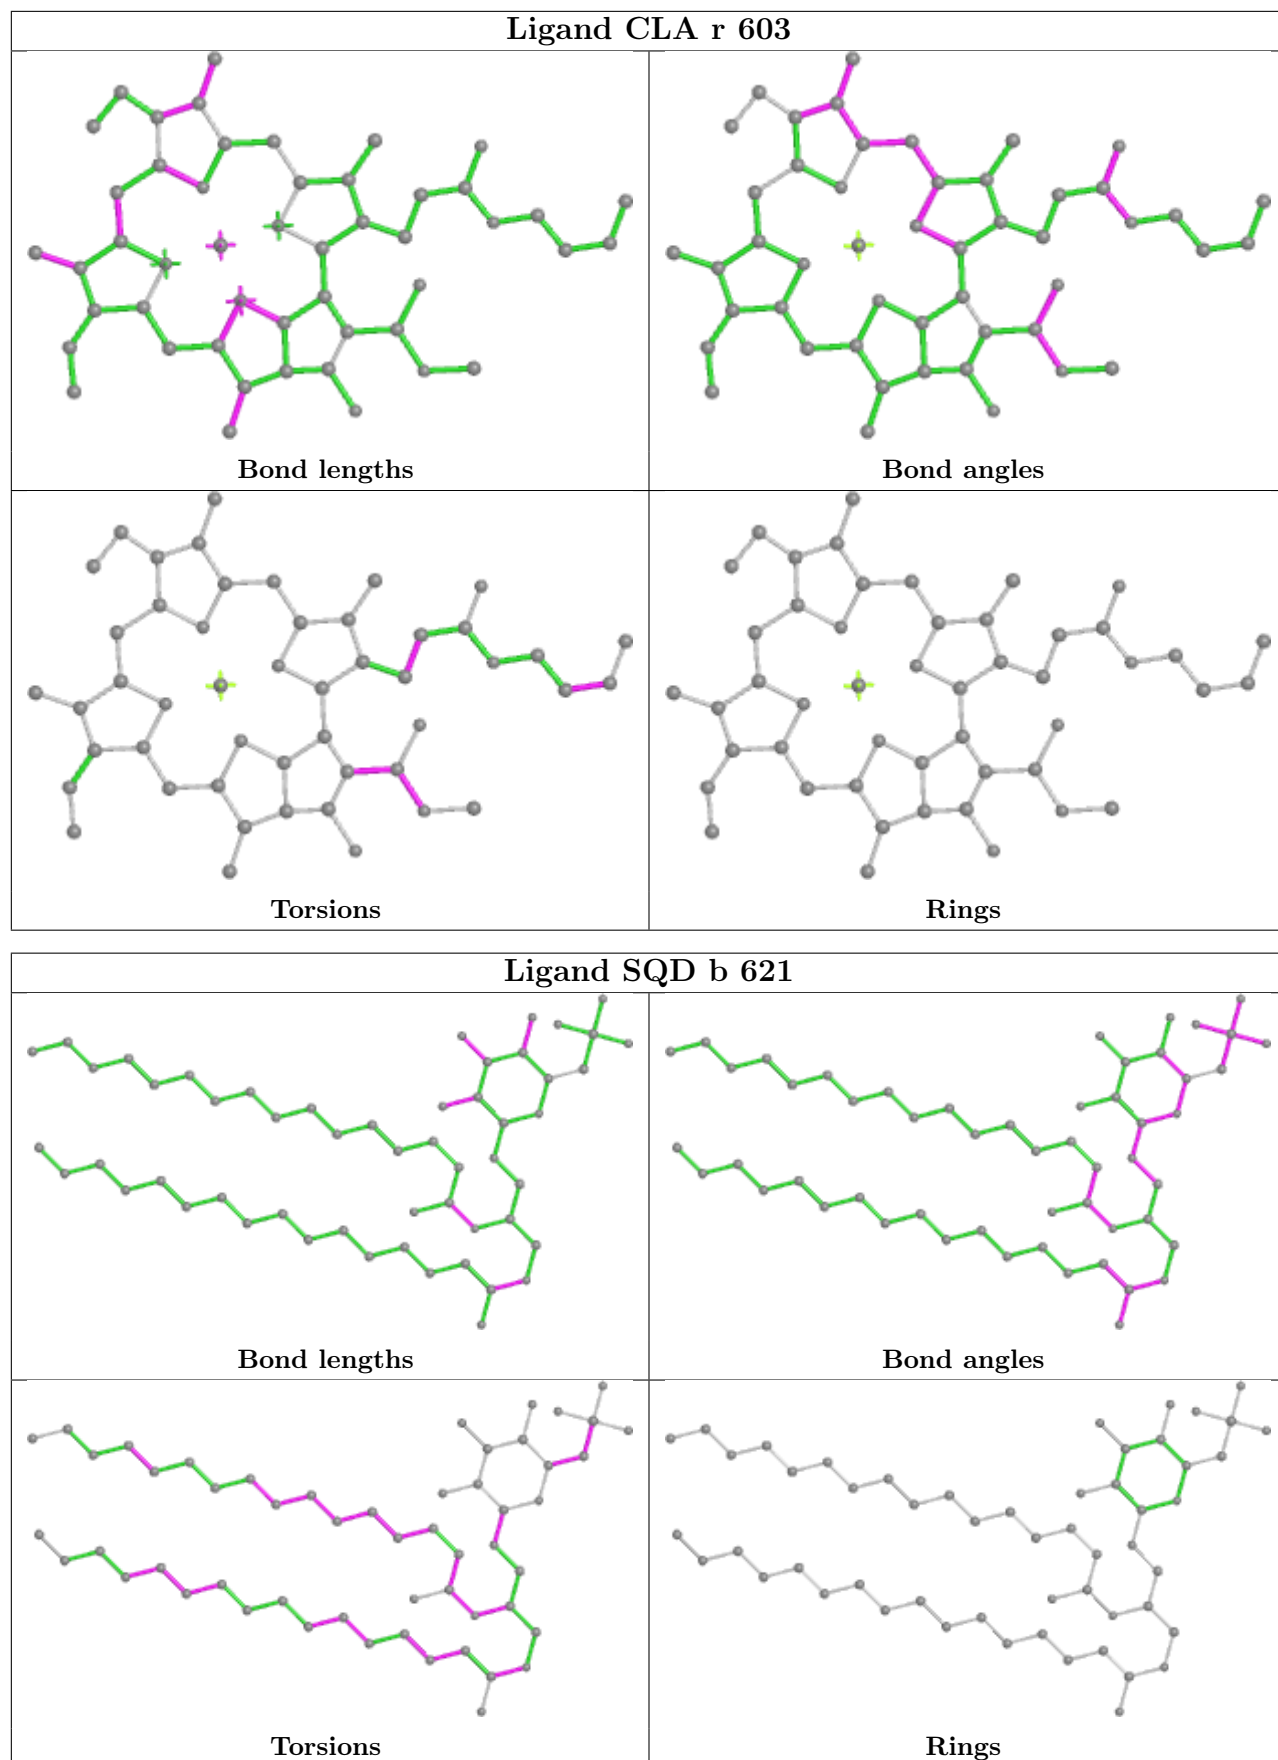 Ligand CLA r 603
Bond lengths
Bond angles
Torsions
Rings
Ligand SQD b 621
Bond lengths
Bond angles
Torsions
Rings